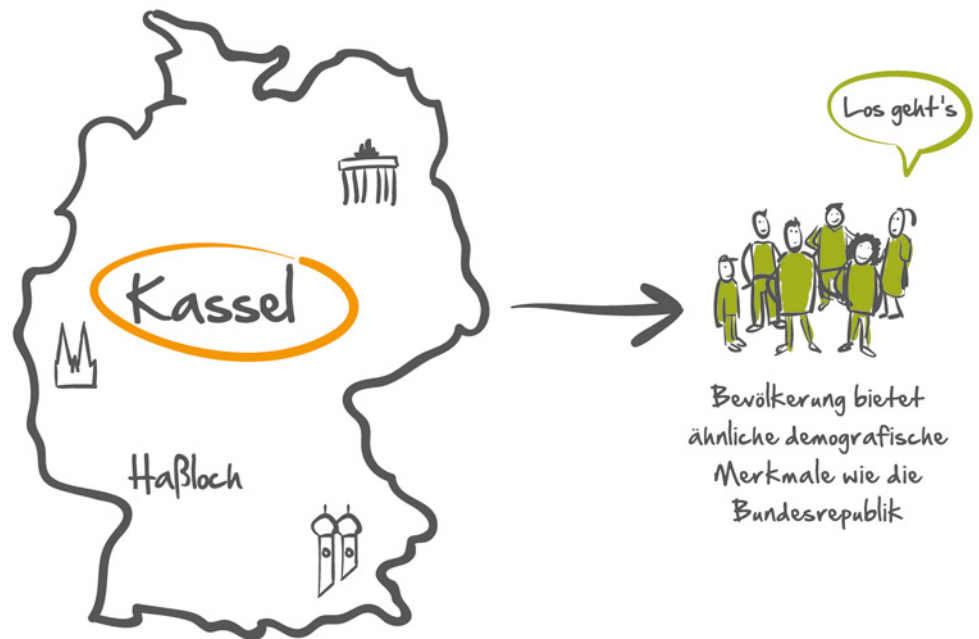 Los geht's
Kassel
Haßloch
Bevölkerung bietet
ähnliche demografische
Merkmale wie die
Bundesrepublik